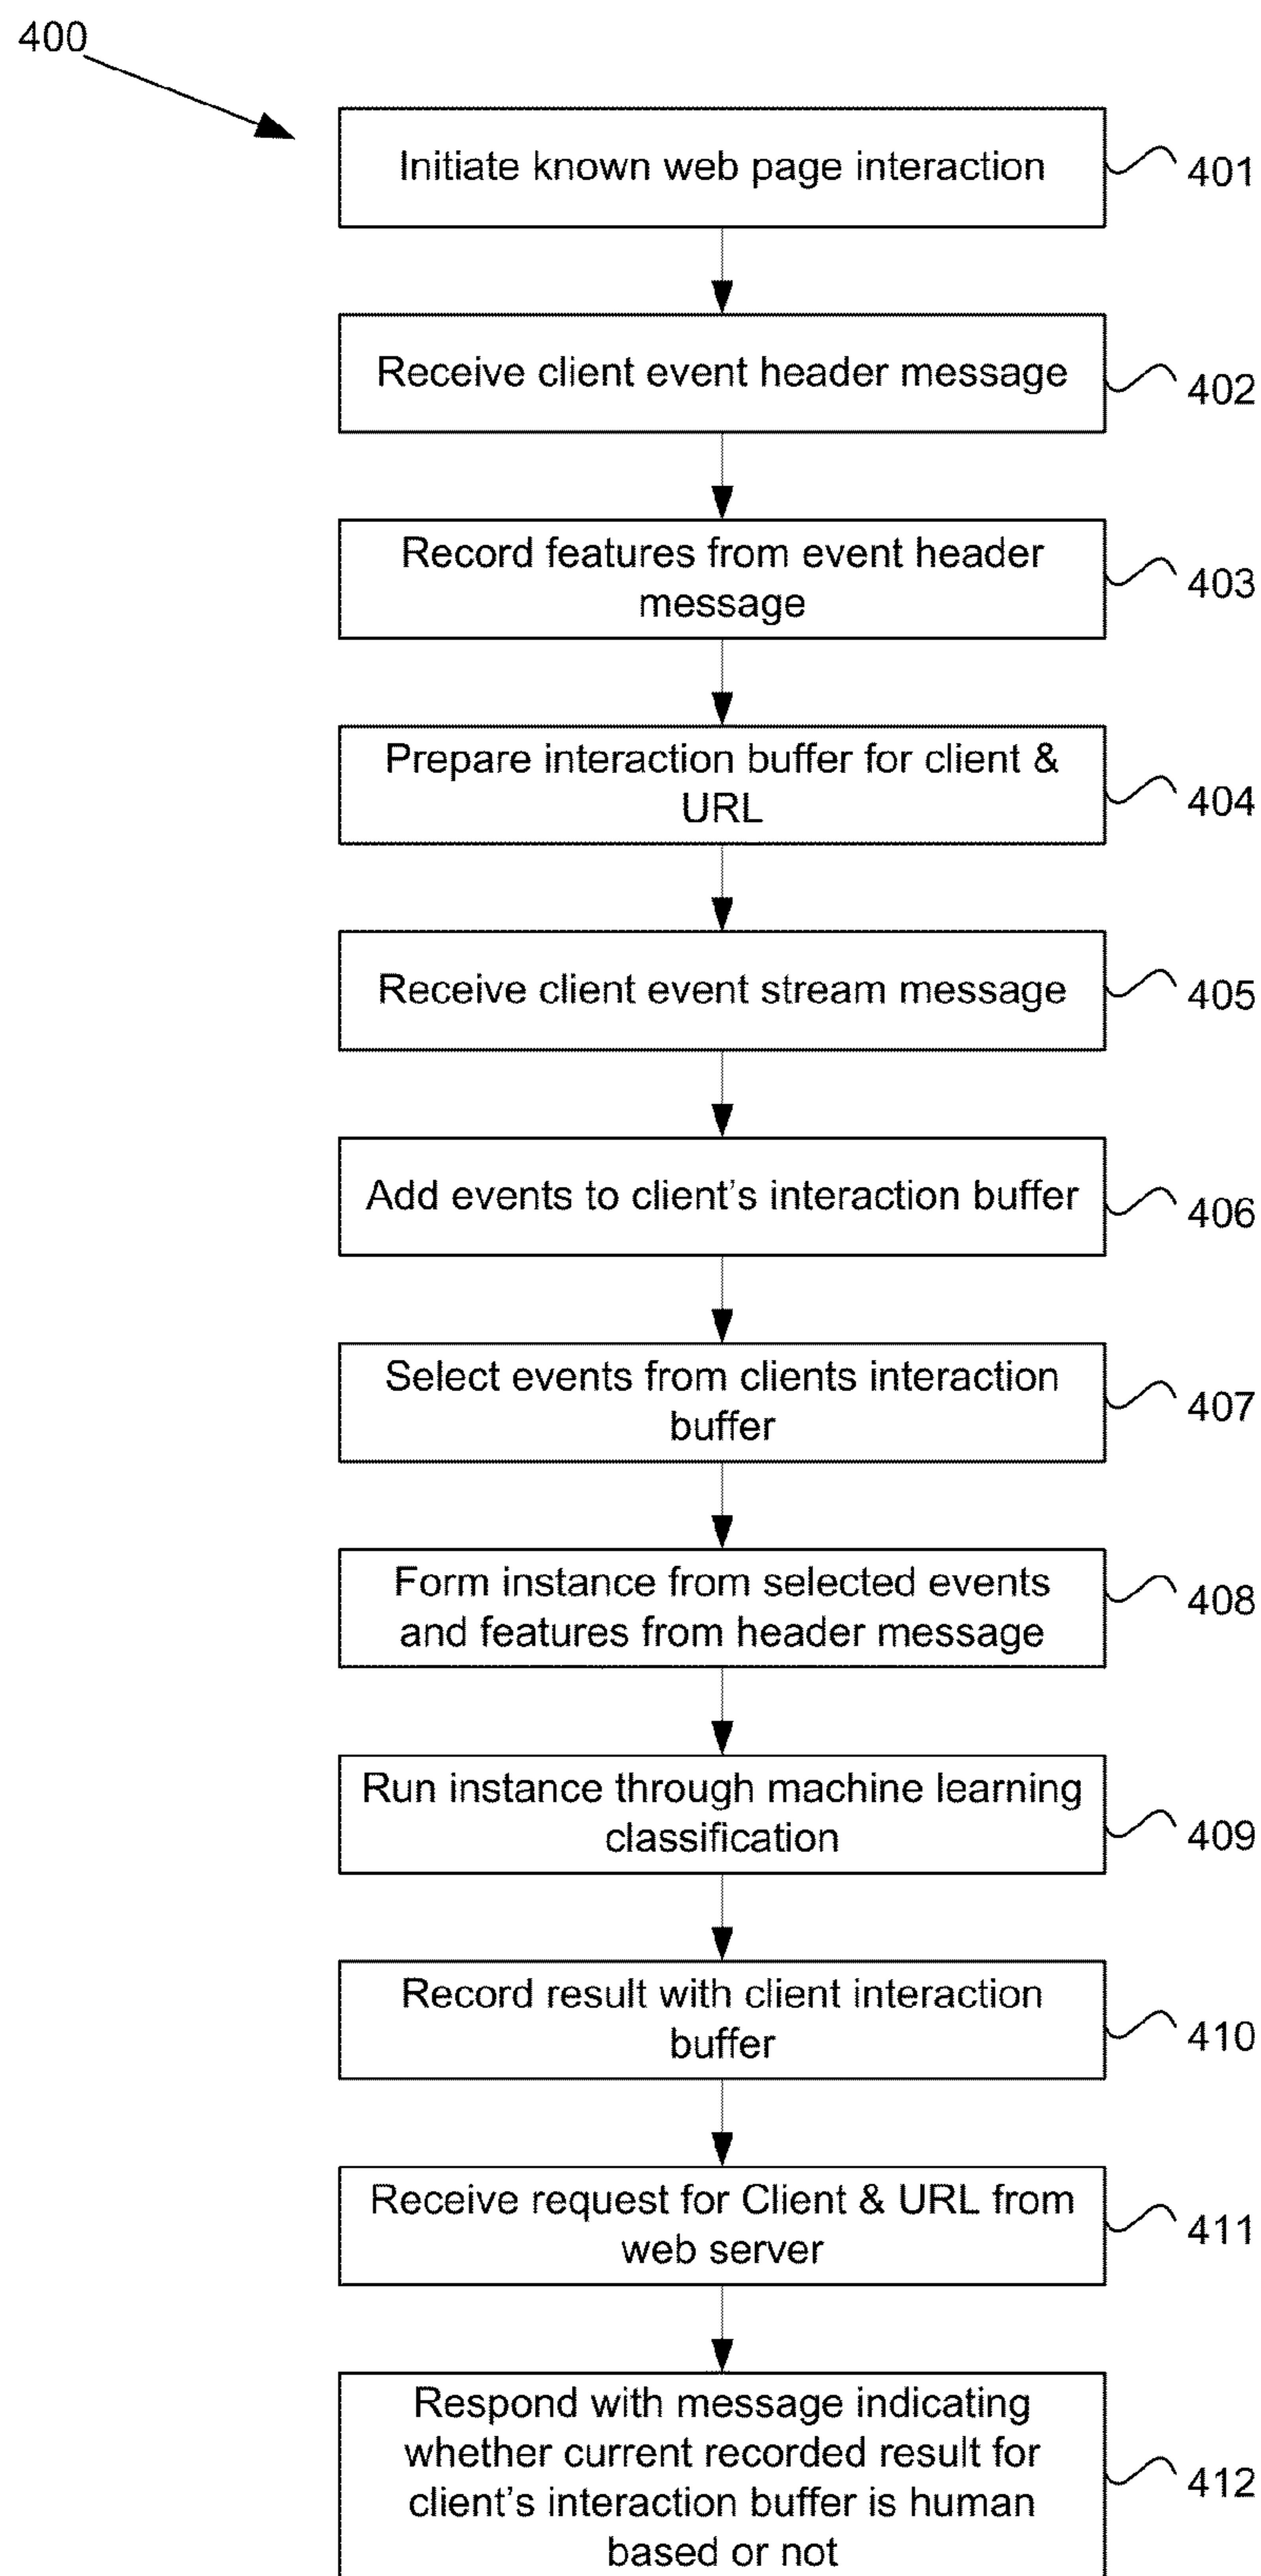 400
Initiate known web page interaction
401
Receive client event header message
402
Record features from event header
message
403
Prepare interaction buffer for client &
URL
404
Receive client event stream message
405
Add events to client’s interaction buffer
406
Select events from clients interaction
buffer
407
Form instance from selected events
and features from header message
408
Run instance through machine learning
classification
409
Record result with client interaction
buffer
410
Receive request for Client & URL from
web server
411
Respond with message indicating
whether current recorded result for
client’s interaction buffer is human
based or not
412